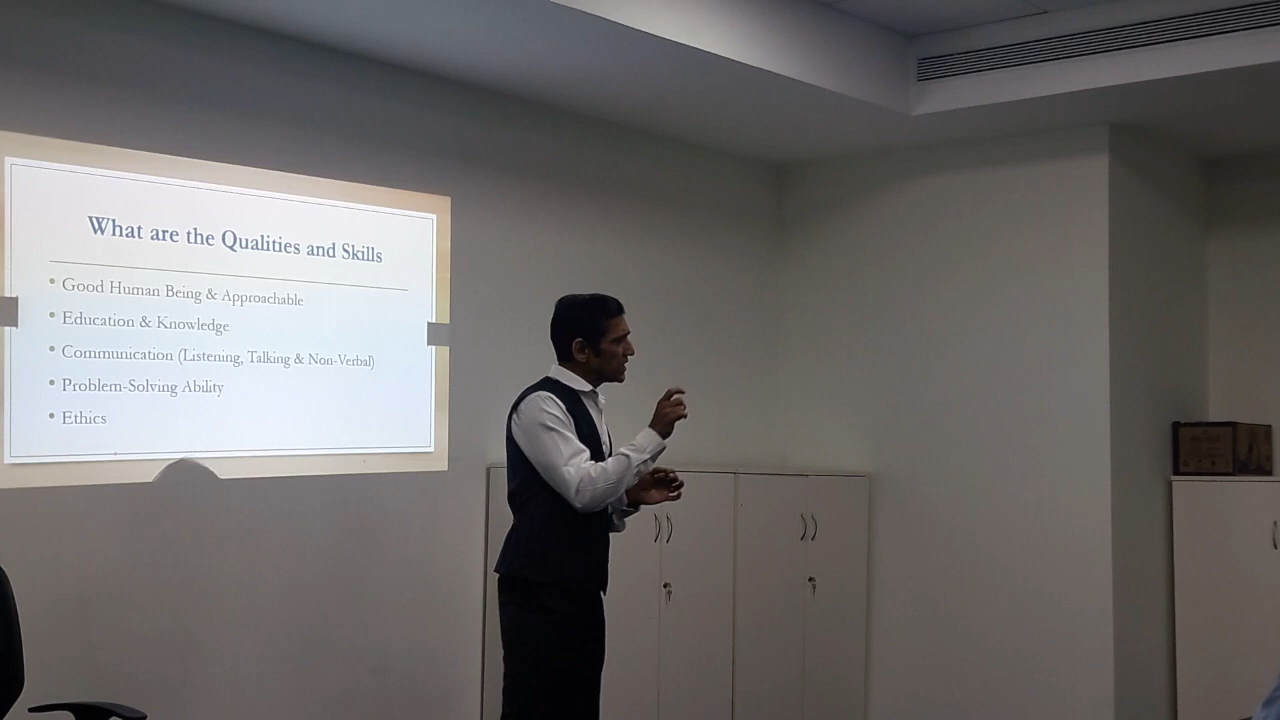 What are the Qualities and Skills
• Good Human Being & Approachable
• Education & Knowledge
• Communication (Listening, Talking & Non-Verbal)
• Problem-Solving Ability
• Ethics